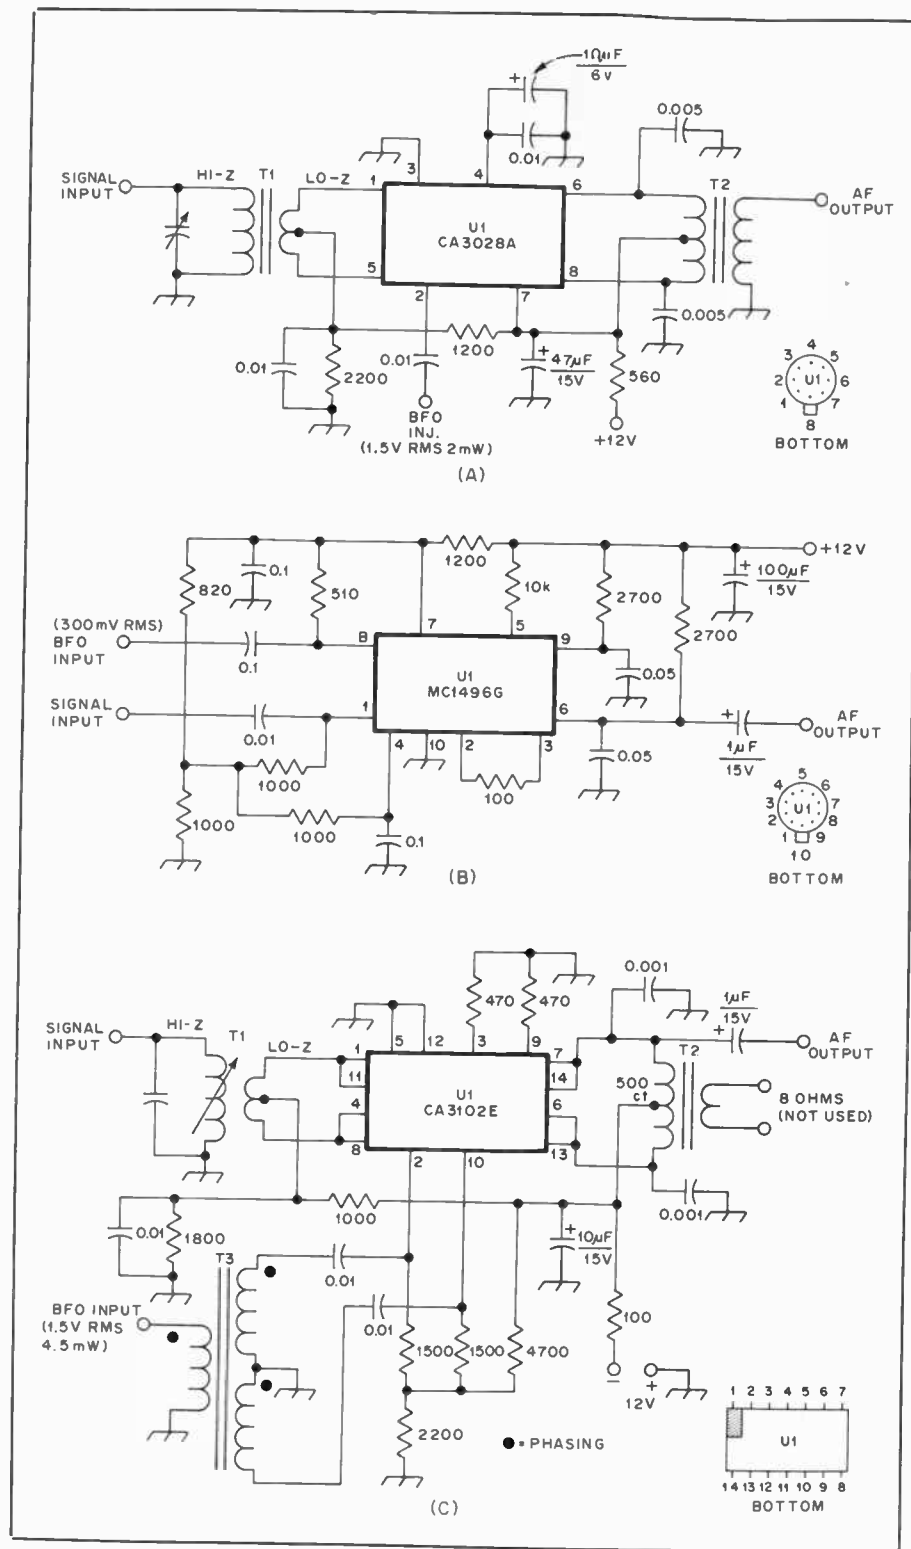 10µF
6V
+
0.005
0.01
SIGNAL
INPUT
HI-Z
T1
LO-Z
1
3
4
6
T2
AF
OUTPUT
U1
CA3028A
5
2
7
8
0.005
0.01
2200
0.01
1200
+
47µF
15V
560
BFO
INJ.
(1.5V RMS 2mW)
+12V
3 4 5
2 U1 6
1 7
8
BOTTOM
(A)
+12V
820
0.1
510
1200
10k
2700
2700
+
100µF
15V
(300mV RMS)
BFO
INPUT
0.1
8
7
5
9
0.05
U1
MC1496G
SIGNAL
INPUT
0.01
1
4
10
2
3
6
0.05
+
1µF
15V
AF
OUTPUT
1000
1000
1000
0.1
100
5
4 6
3 U1 7
2 8
1 9
10
BOTTOM
(B)
470
470
0.001
1µF
15V
+
SIGNAL
INPUT
HI-Z
T1
LO-Z
1
11
4
8
5
12
3
9
7
14
6
13
2
10
U1
CA3102E
500
ct
T2
AF
OUTPUT
8 OHMS
(NOT USED)
0.001
0.01
1800
1000
+
10µF
15V
T3
0.01
0.01
BFO INPUT
(1.5V RMS
4.5mW)
1500
1500
4700
100
−
+
12V
2200
● = PHASING
1 2 3 4 5 6 7
U1
14 13 12 11 10 9 8
BOTTOM
(C)